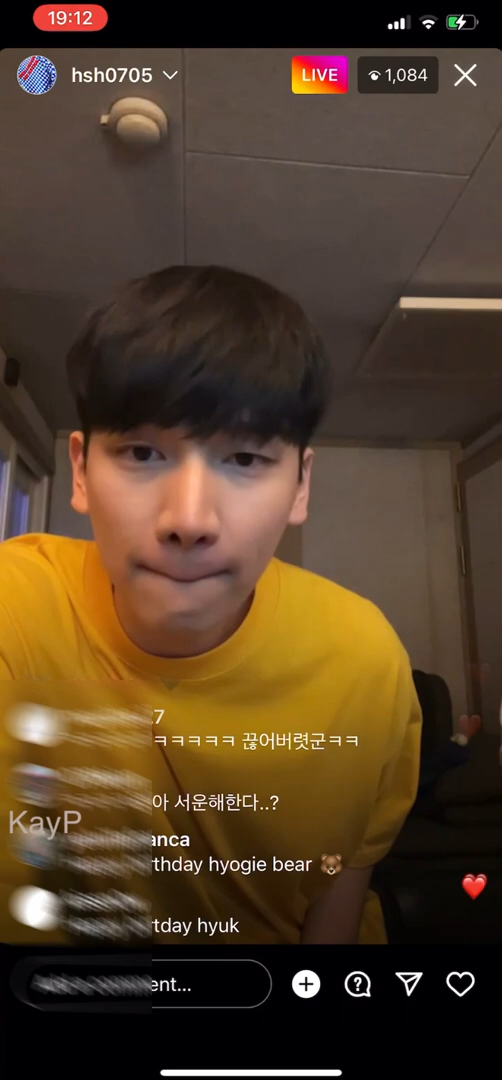 19:12
hsh0705
LIVE
1,084
7
ㅋㅋㅋㅋㅋ 끊어버렷군ㅋㅋ
아 서운해한다..?
KayP
anca
thday hyogie bear 🐻
tday hyuk
ent...